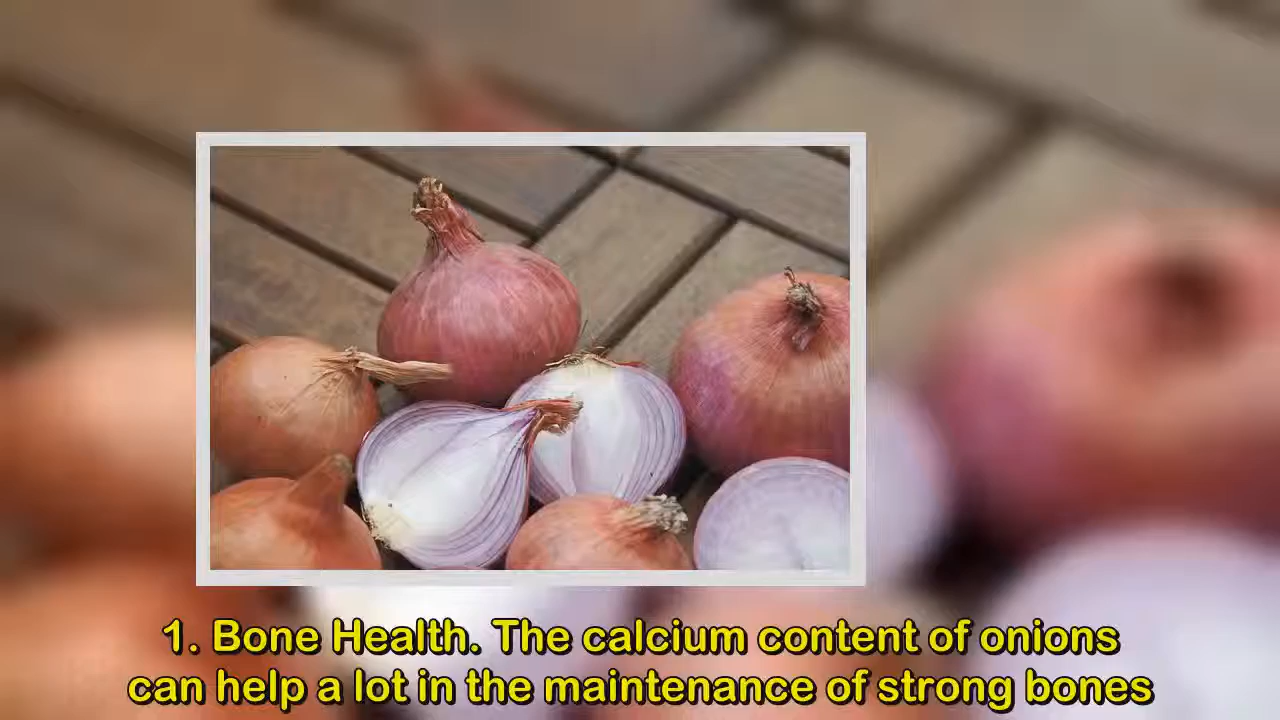 1. Bone Health. The calcium content of onions
can help a lot in the maintenance of strong bones